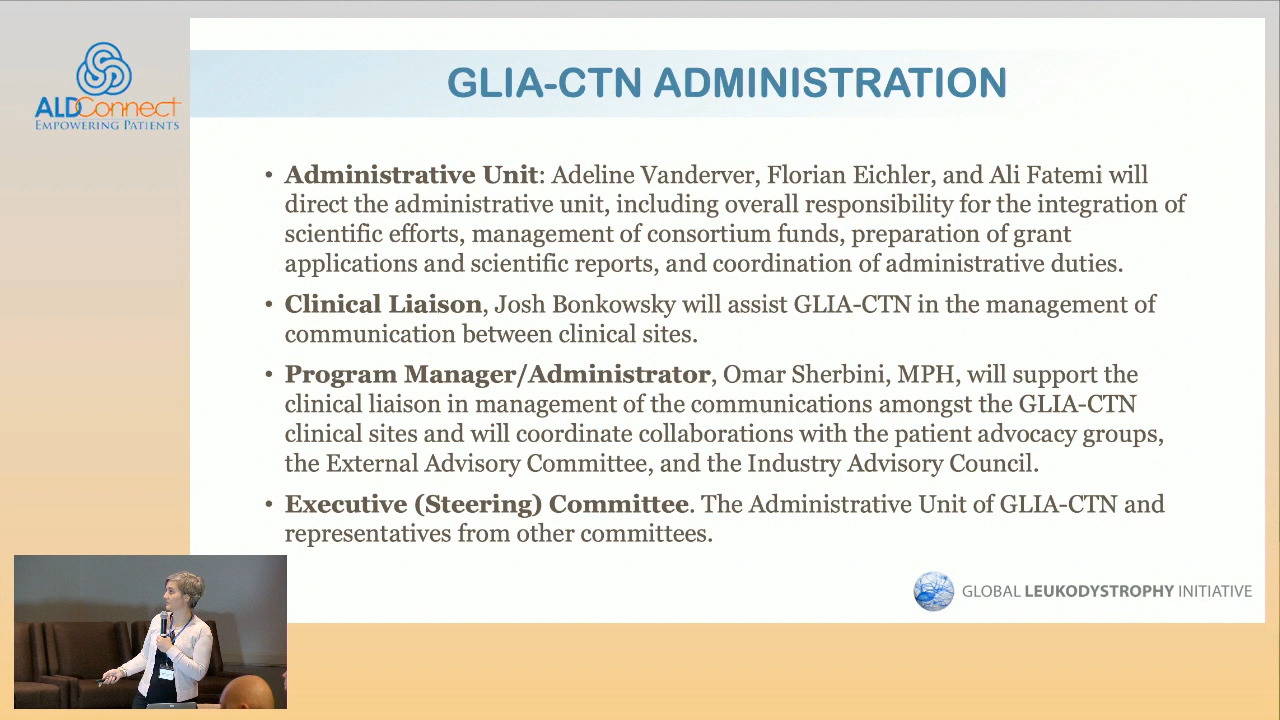 ALDConnect
EMPOWERING PATIENTS
GLIA-CTN ADMINISTRATION
• Administrative Unit: Adeline Vanderver, Florian Eichler, and Ali Fatemi will
direct the administrative unit, including overall responsibility for the integration of
scientific efforts, management of consortium funds, preparation of grant
applications and scientific reports, and coordination of administrative duties.
• Clinical Liaison, Josh Bonkowsky will assist GLIA-CTN in the management of
communication between clinical sites.
• Program Manager/Administrator, Omar Sherbini, MPH, will support the
clinical liaison in management of the communications amongst the GLIA-CTN
clinical sites and will coordinate collaborations with the patient advocacy groups,
the External Advisory Committee, and the Industry Advisory Council.
• Executive (Steering) Committee. The Administrative Unit of GLIA-CTN and
representatives from other committees.
GLOBAL LEUKODYSTROPHY INITIATIVE